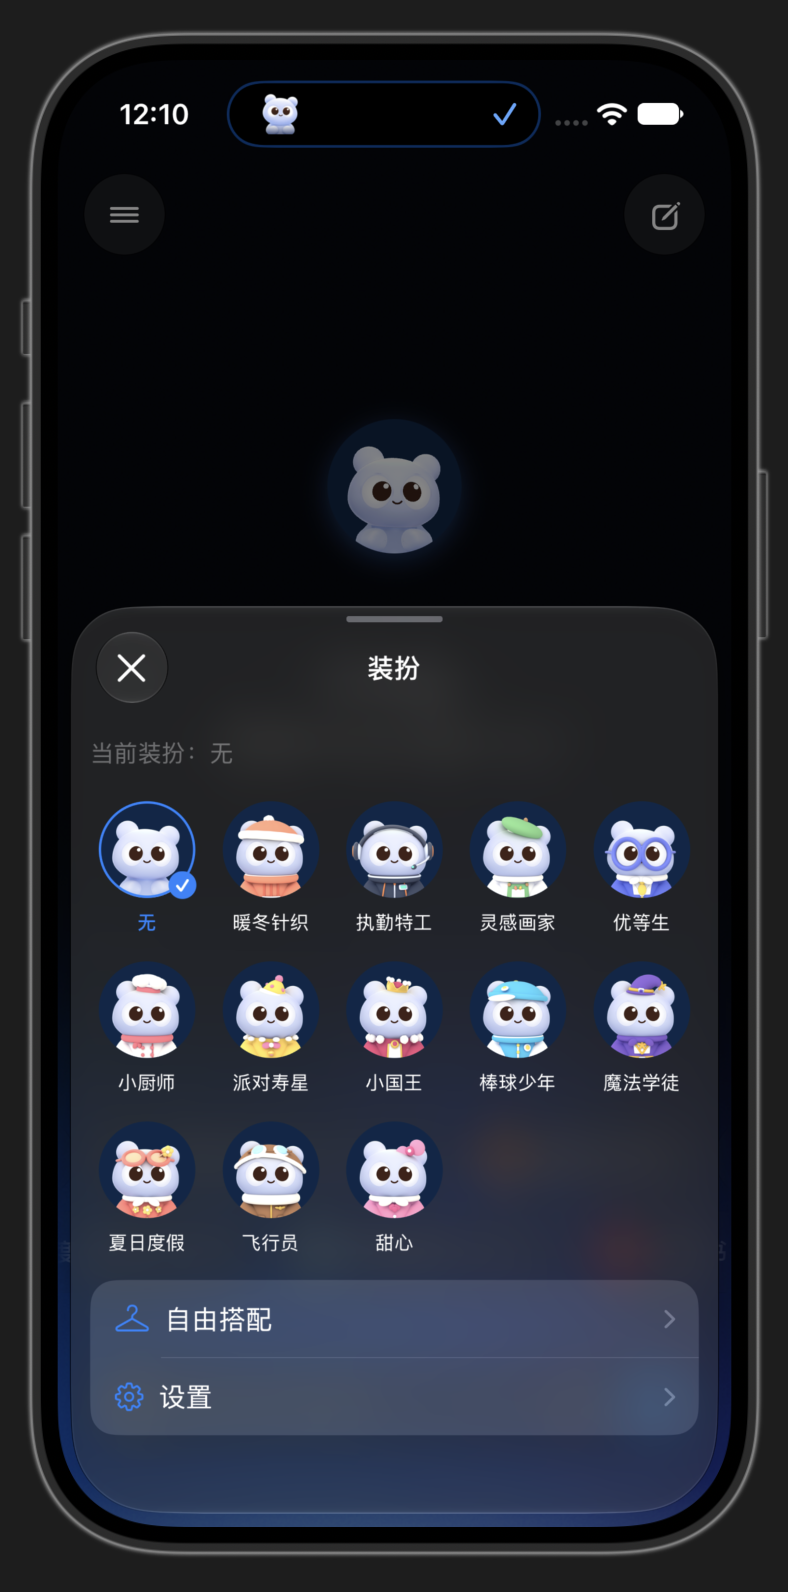 12:10
装扮
当前装扮：无
无
暖冬针织
执勤特工
灵感画家
优等生
小厨师
派对寿星
小国王
棒球少年
魔法学徒
夏日度假
飞行员
甜心
自由搭配
设置